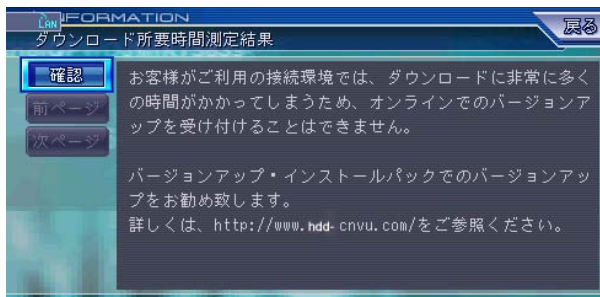 LAN INFORMATION
ダウンロード所要時間測定結果
戻る
確認
前ページ
次ページ
お客様がご利用の接続環境では、ダウンロードに非常に多く
の時間がかかってしまうため、オンラインでのバージョンア
ップを受け付けることはできません。
バージョンアップ・インストールパックでのバージョンアッ
プをお勧め致します。
詳しくは、http://www.hdd-cnvu.com/をご参照ください。